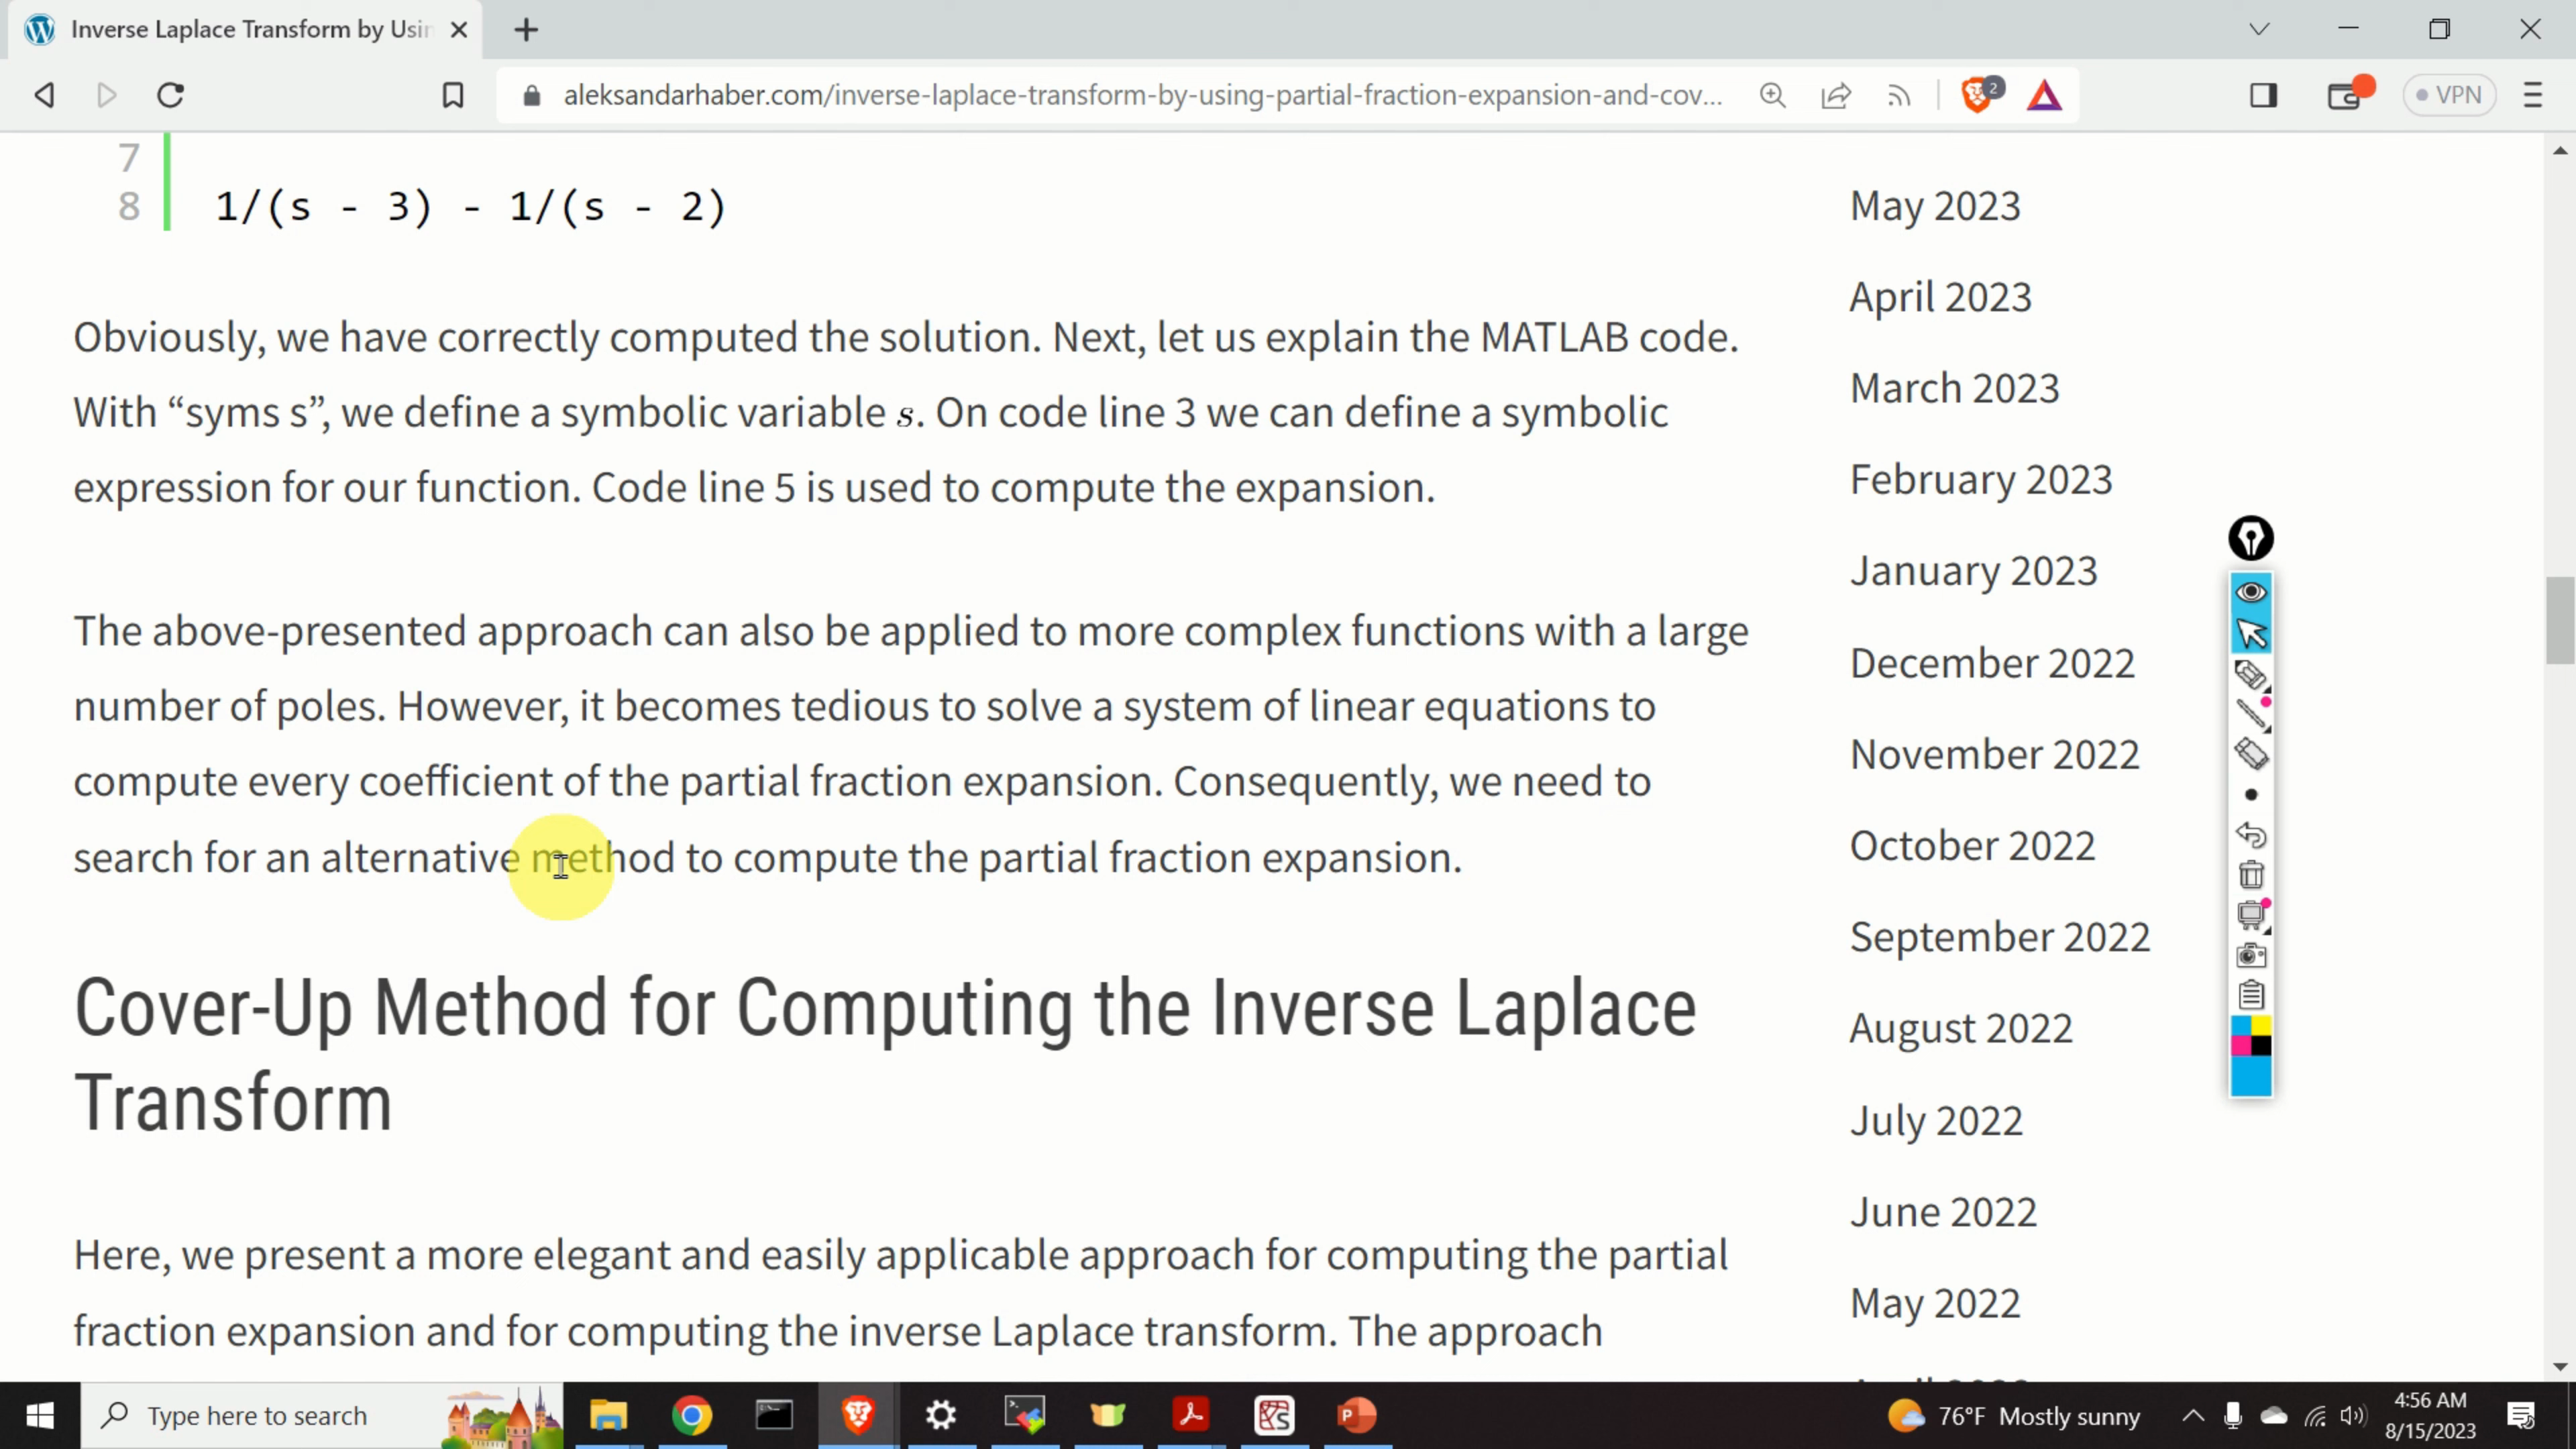 Inverse Laplace Transform by Usin
aleksandarhaber.com/inverse-laplace-transform-by-using-partial-fraction-expansion-and-cov...
2
VPN
7
8 1/(s - 3) - 1/(s - 2)
Obviously, we have correctly computed the solution. Next, let us explain the MATLAB code.
With “syms s”, we define a symbolic variable s. On code line 3 we can define a symbolic
expression for our function. Code line 5 is used to compute the expansion.
The above-presented approach can also be applied to more complex functions with a large
number of poles. However, it becomes tedious to solve a system of linear equations to
compute every coefficient of the partial fraction expansion. Consequently, we need to
search for an alternative method to compute the partial fraction expansion.
Cover-Up Method for Computing the Inverse Laplace
Transform
Here, we present a more elegant and easily applicable approach for computing the partial
fraction expansion and for computing the inverse Laplace transform. The approach
May 2023
April 2023
March 2023
February 2023
January 2023
December 2022
November 2022
October 2022
September 2022
August 2022
July 2022
June 2022
May 2022
Type here to search
76°F Mostly sunny
4:56 AM
8/15/2023